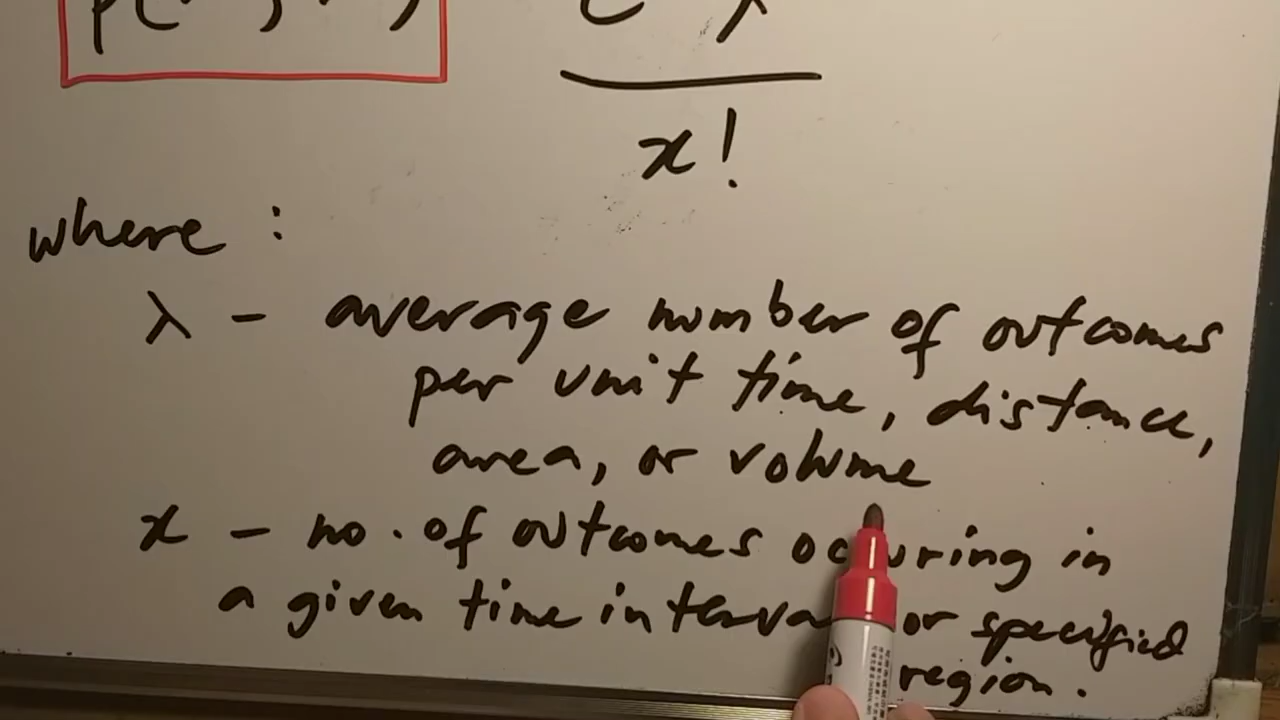 x!
where :
λ - average number of outcomes
per unit time, distance,
area, or volume
x - no. of outcomes occuring in
a given time interval or specified
region.